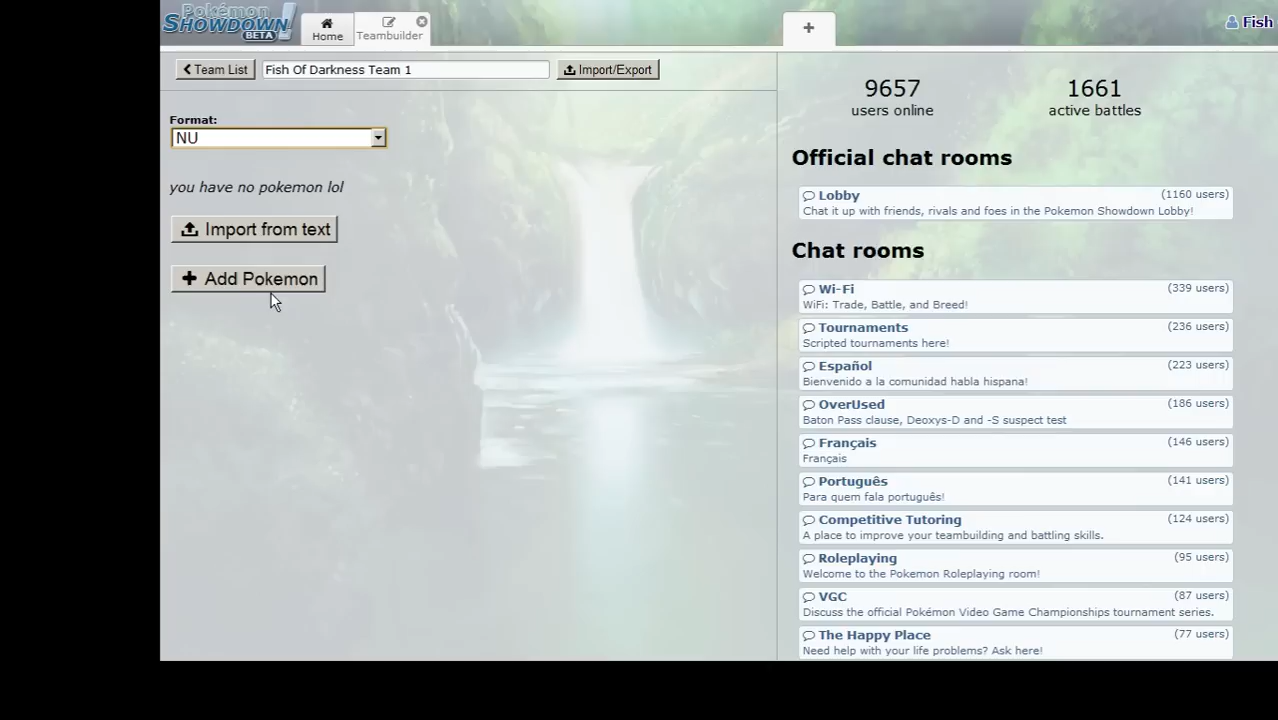 Pokémon
SHOWDOWN!
BETA
Home
Teambuilder
+
Fish
Team List
Fish Of Darkness Team 1
Import/Export
Format:
NU
you have no pokemon lol
Import from text
Add Pokemon
9657
users online
1661
active battles
Official chat rooms
Lobby (1160 users)
Chat it up with friends, rivals and foes in the Pokemon Showdown Lobby!
Chat rooms
Wi-Fi (339 users)
WiFi: Trade, Battle, and Breed!
Tournaments (236 users)
Scripted tournaments here!
Español (223 users)
Bienvenido a la comunidad habla hispana!
OverUsed (186 users)
Baton Pass clause, Deoxys-D and -S suspect test
Français (146 users)
Français
Português (141 users)
Para quem fala português!
Competitive Tutoring (124 users)
A place to improve your teambuilding and battling skills.
Roleplaying (95 users)
Welcome to the Pokemon Roleplaying room!
VGC (87 users)
Discuss the official Pokémon Video Game Championships tournament series.
The Happy Place (77 users)
Need help with your life problems? Ask here!